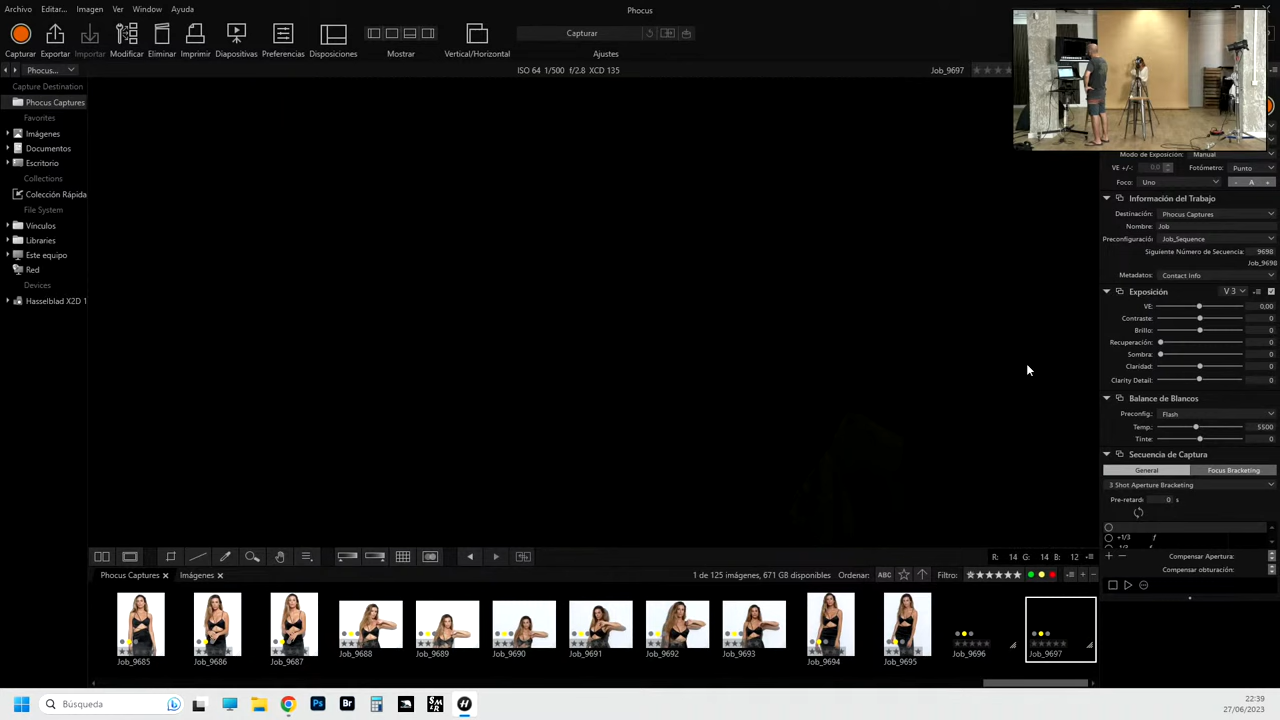 Archivo
Imagen
Ver
Window
Ayuda
Phocus
Capturar
Exportar
Importar
Modificar
Eliminar
Imprimir
Diapositivas
Preferencias
Disposiciones
Mostrar
Vertical/Horizontal
Capturar
Ajustes
Phocus...
ISO 64 1/500 f/2.8 XCD 135
Job_9697
Capture Destination
Phocus Captures
Favorites
Imágenes
Documentos
Escritorio
Collections
Colección Rápida
File System
Vínculos
Libraries
Este equipo
Red
Devices
Hasselblad X2D 1
Modo de Exposición: Manual
VE +/-: 0.0 Fotómetro: Punto
Foco: Uno - A +
Información del Trabajo
Destinación: Phocus Captures
Nombre: Job
Preconfiguració: Job_Sequence
Siguiente Número de Secuencia: 9698
Job_9698
Metadatos: Contact Info
Exposición V 3
VE: 0,00
Contraste: 0
Brillo: 0
Recuperación: 0
Sombra: 0
Claridad: 0
Clarity Detail: 0
Balance de Blancos
Preconfig.: Flash
Temp.: 5500
Tinte: 0
Secuencia de Captura
General Focus Bracketing
3 Shot Aperture Bracketing
Pre-retardo 0 s
+1/3 f
-1/3 f
Compensar Apertura:
Compensar obturación:
R: 14 G: 14 B: 12
Phocus Captures
Imágenes
1 de 125 imágenes, 671 GB disponibles
Ordenar: ABC
Filtro:
Job_9685
Job_9686
Job_9687
Job_9688
Job_9689
Job_9690
Job_9691
Job_9692
Job_9693
Job_9694
Job_9695
Job_9696
Job_9697
Búsqueda
Ps
Br
22:39
27/06/2023